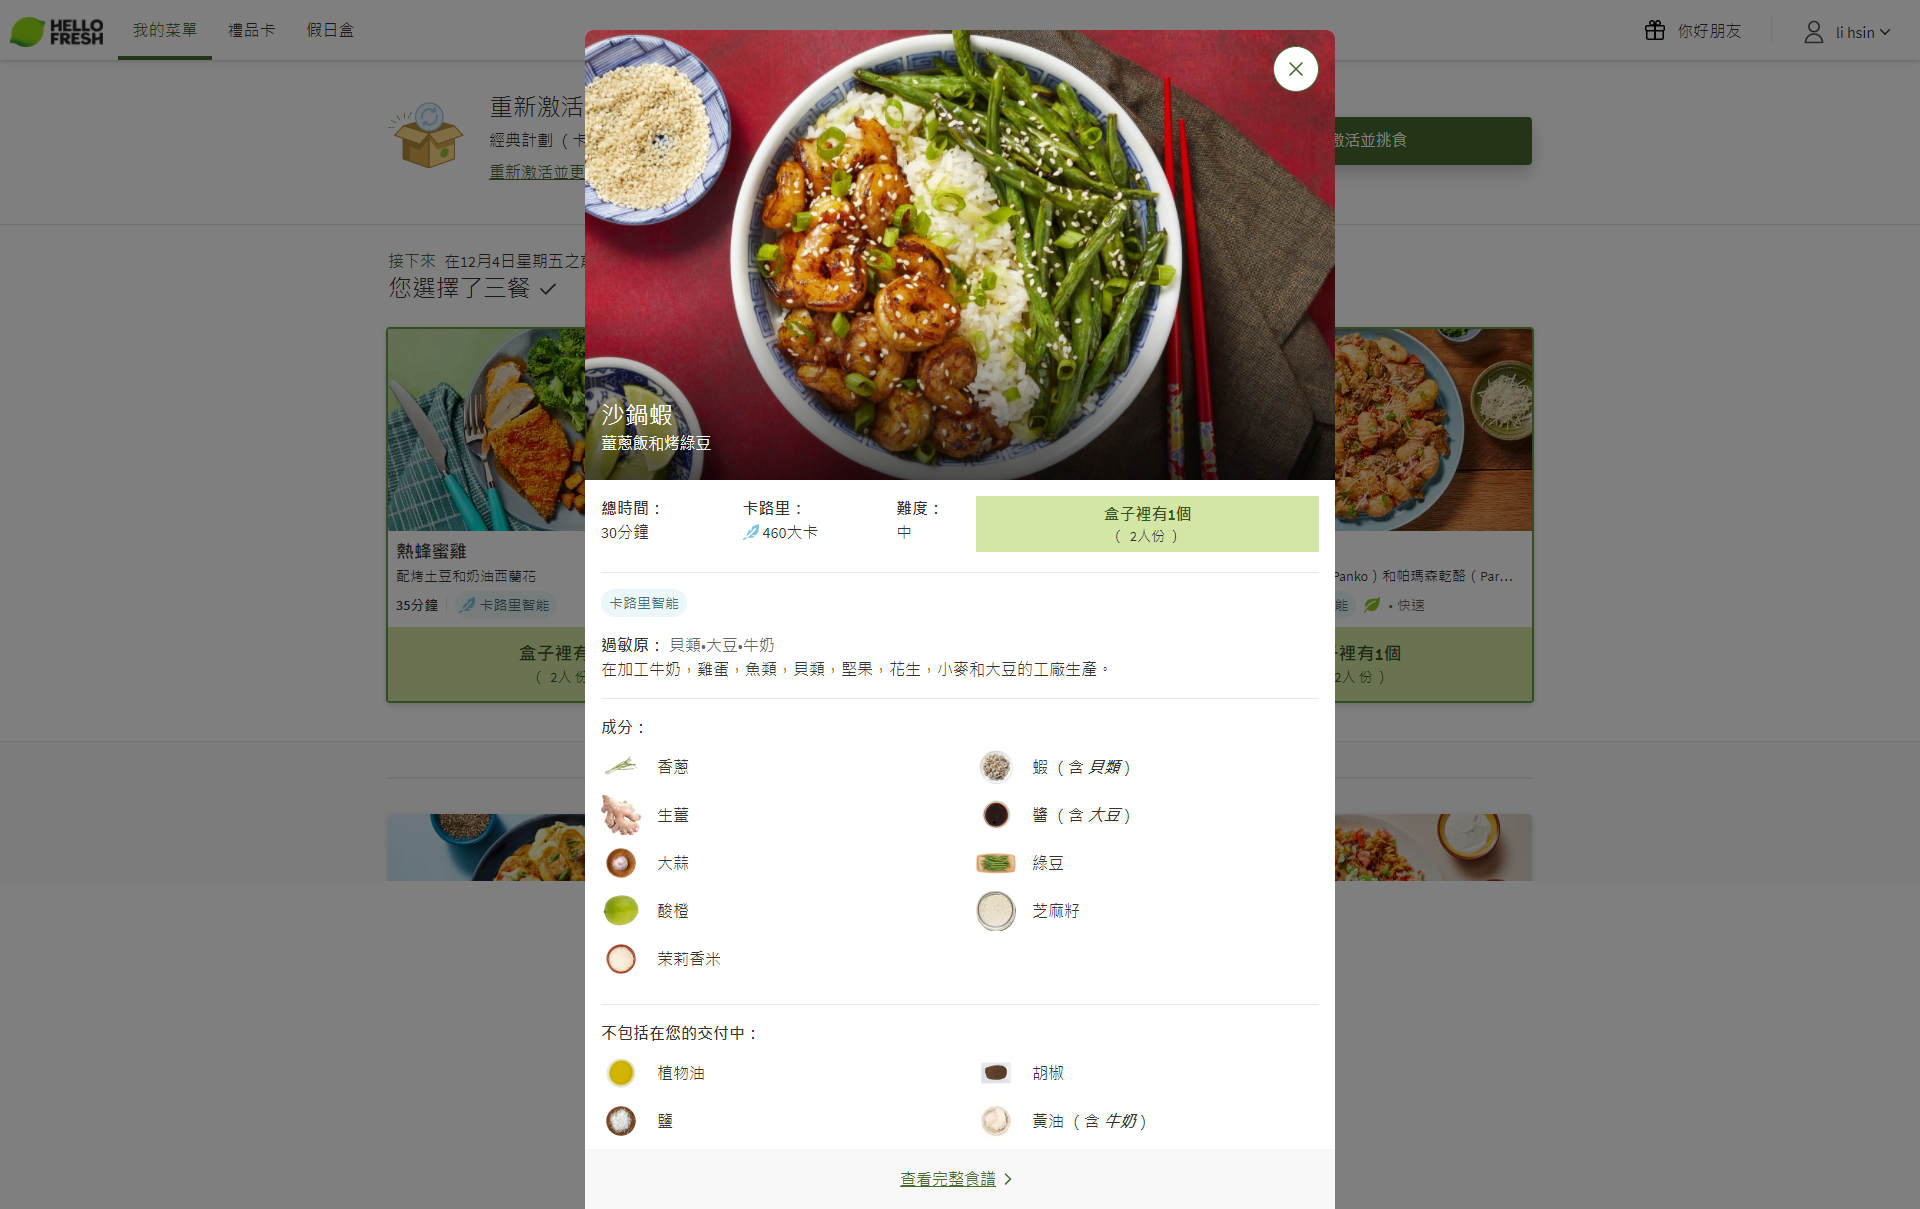 HELLO
FRESH
我的菜單
禮品卡
假日盒
你好朋友
li hsin
重新激活
經典計劃（卡
重新激活並更
激活並挑食
接下來 在12月4日星期五之前
您選擇了三餐
熱蜂蜜雞
配烤土豆和奶油西蘭花
35分鐘
卡路里智能
盒子裡有
（ 2人份
Panko）和帕瑪森乾酪（Par...
能
• 快速
子裡有1個
2人份 ）
沙鍋蝦
薑蔥飯和烤綠豆
總時間：
30分鐘
卡路里：
460大卡
難度：
中
盒子裡有1個
（ 2人份 ）
卡路里智能
過敏原： 貝類•大豆•牛奶
在加工牛奶，雞蛋，魚類，貝類，堅果，花生，小麥和大豆的工廠生產。
成分：
香蔥
蝦（含 貝類）
生薑
醬（含 大豆）
大蒜
綠豆
酸橙
芝麻籽
茉莉香米
不包括在您的交付中：
植物油
胡椒
鹽
黃油（含 牛奶）
查看完整食譜